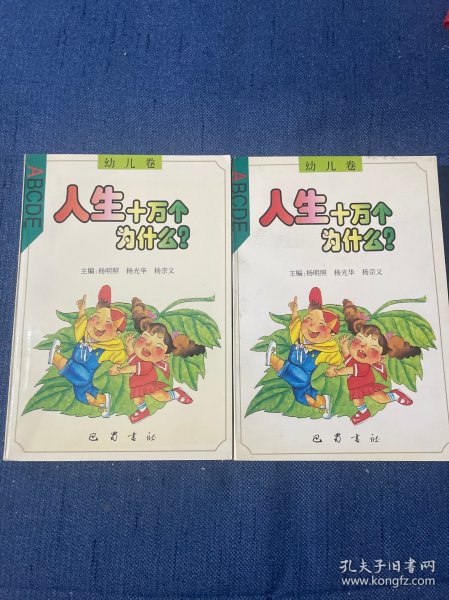 ABCDE
幼儿卷
人生十万个
为什么?
主编:杨明照 杨光华 杨宗义
巴蜀书社
ABCDE
幼儿卷
人生十万个
为什么?
主编:杨明照 杨光华 杨宗义
巴蜀书社
孔夫子旧书网
www.kongfz.com